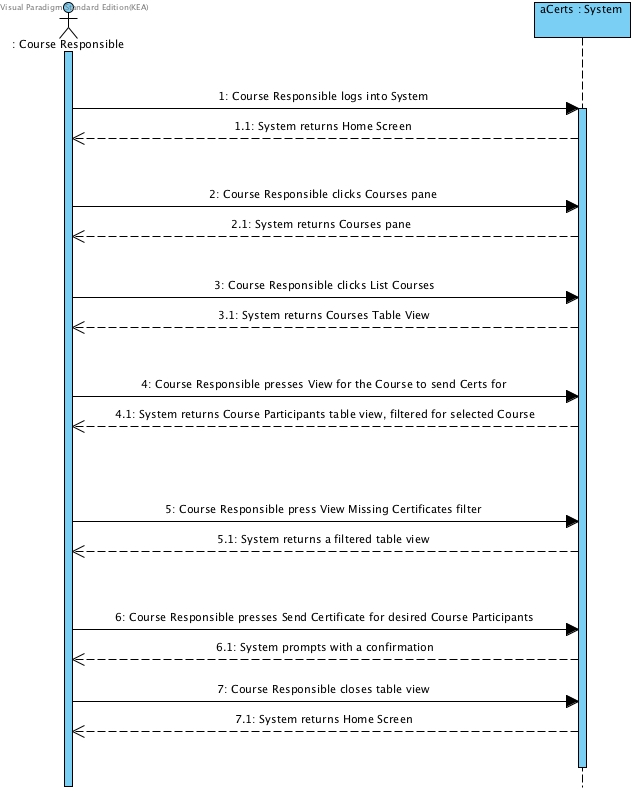 Visual Paradigm Standard Edition(KEA)
aCerts : System
: Course Responsible
1: Course Responsible logs into System
1.1: System returns Home Screen
2: Course Responsible clicks Courses pane
2.1: System returns Courses pane
3: Course Responsible clicks List Courses
3.1: System returns Courses Table View
4: Course Responsible presses View for the Course to send Certs for
4.1: System returns Course Participants table view, filtered for selected Course
5: Course Responsible press View Missing Certificates filter
5.1: System returns a filtered table view
6: Course Responsible presses Send Certificate for desired Course Participants
6.1: System prompts with a confirmation
7: Course Responsible closes table view
7.1: System returns Home Screen